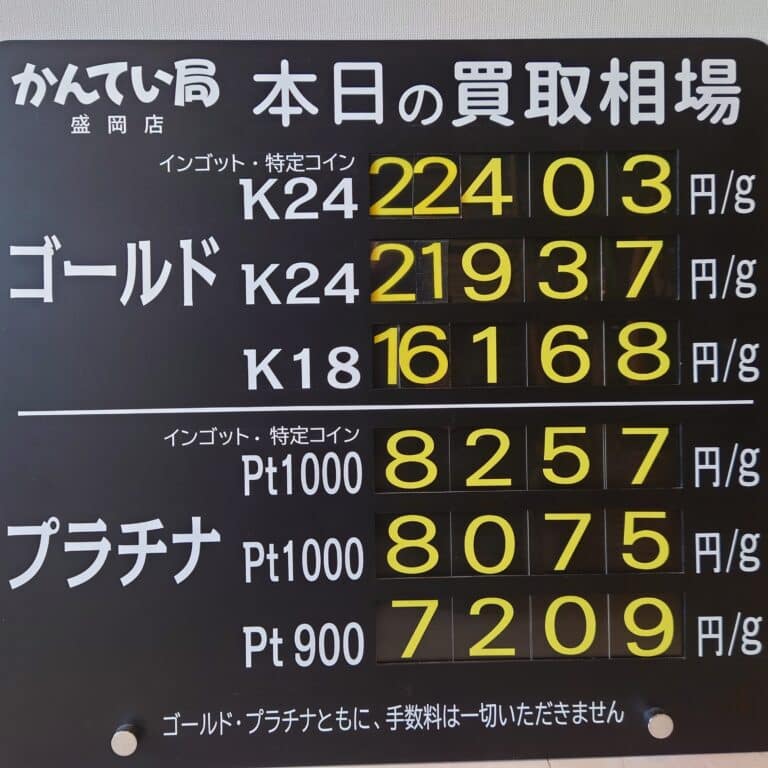 かんてい局 本日の買取相場
盛岡店
インゴット・特定コイン
K24 22403 円/g
ゴールド K24 21937 円/g
K18 16168 円/g
インゴット・特定コイン
Pt1000 8257 円/g
プラチナ Pt1000 8075 円/g
Pt900 7209 円/g
ゴールド・プラチナともに、手数料は一切いただきません